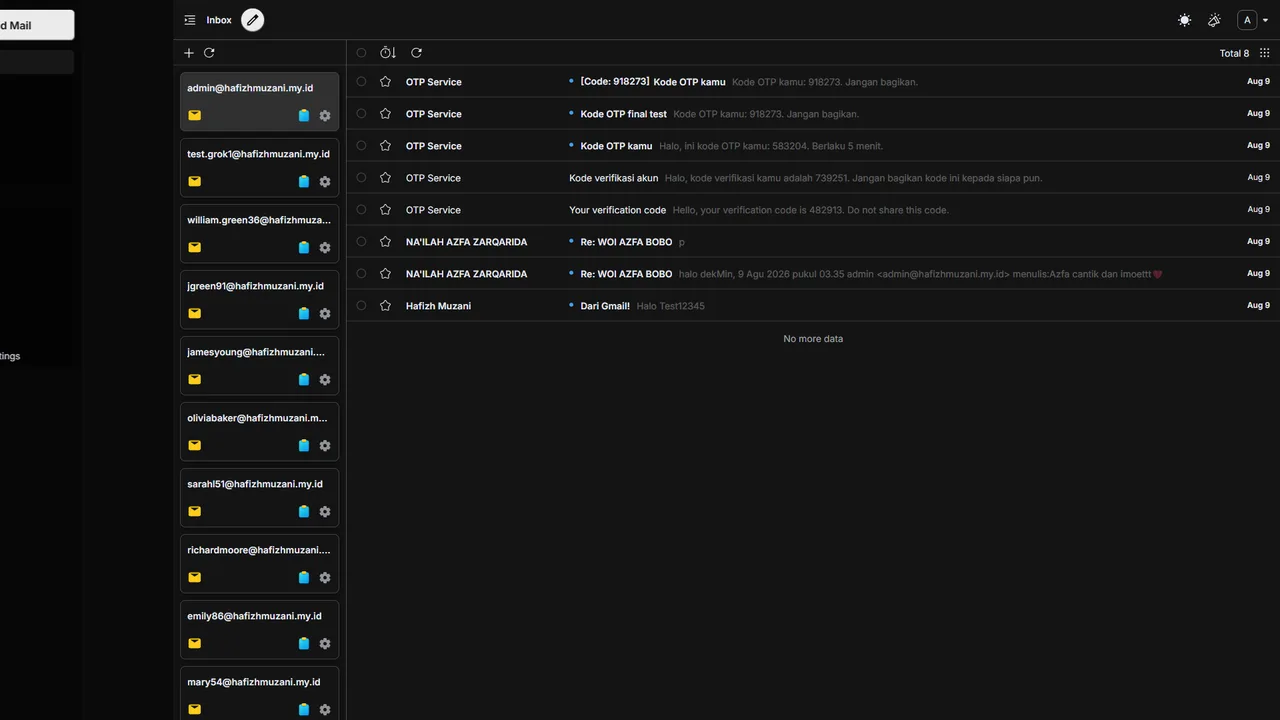 d Mail
tings
Inbox
A
Total 8
admin@hafizhmuzani.my.id
test.grok1@hafizhmuzani.my.id
william.green36@hafizhmuza...
jgreen91@hafizhmuzani.my.id
jamesyoung@hafizhmuzani....
oliviabaker@hafizhmuzani.m...
sarahl51@hafizhmuzani.my.id
richardmoore@hafizhmuzani....
emily86@hafizhmuzani.my.id
mary54@hafizhmuzani.my.id
OTP Service [Code: 918273] Kode OTP kamu Kode OTP kamu: 918273. Jangan bagikan. Aug 9
OTP Service Kode OTP final test Kode OTP kamu: 918273. Jangan bagikan. Aug 9
OTP Service Kode OTP kamu Halo, ini kode OTP kamu: 583204. Berlaku 5 menit. Aug 9
OTP Service Kode verifikasi akun Halo, kode verifikasi kamu adalah 739251. Jangan bagikan kode ini kepada siapa pun. Aug 9
OTP Service Your verification code Hello, your verification code is 482913. Do not share this code. Aug 9
NA'ILAH AZFA ZARQARIDA Re: WOI AZFA BOBO p Aug 9
NA'ILAH AZFA ZARQARIDA Re: WOI AZFA BOBO halo dekMin, 9 Agu 2026 pukul 03.35 admin <admin@hafizhmuzani.my.id> menulis:Azfa cantik dan imoettt Aug 9
Hafizh Muzani Dari Gmail! Halo Test12345 Aug 9
No more data